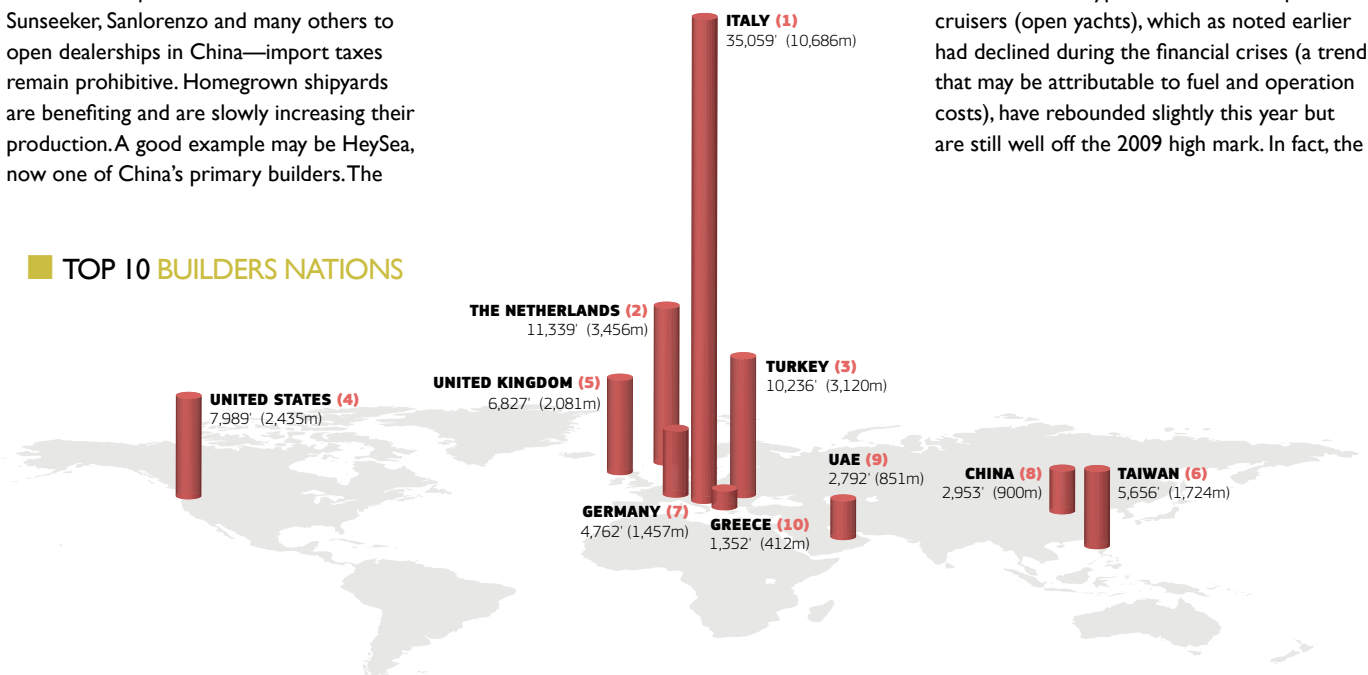 Sunseeker, Sanlorenzo and many others to
open dealerships in China—import taxes
remain prohibitive. Homegrown shipyards
are benefiting and are slowly increasing their
production. A good example may be HeySea,
now one of China's primary builders. The
cruisers (open yachts), which as noted earlier
had declined during the financial crises (a trend
that may be attributable to fuel and operation
costs), have rebounded slightly this year but
are still well off the 2009 high mark. In fact, the
TOP 10 BUILDERS NATIONS
ITALY (1)
35,059' (10,686m)
THE NETHERLANDS (2)
11,339' (3,456m)
TURKEY (3)
10,236' (3,120m)
UNITED KINGDOM (5)
6,827' (2,081m)
UNITED STATES (4)
7,989' (2,435m)
UAE (9)
2,792' (851m)
CHINA (8)
2,953' (900m)
TAIWAN (6)
5,656' (1,724m)
GERMANY (7)
4,762' (1,457m)
GREECE (10)
1,352' (412m)